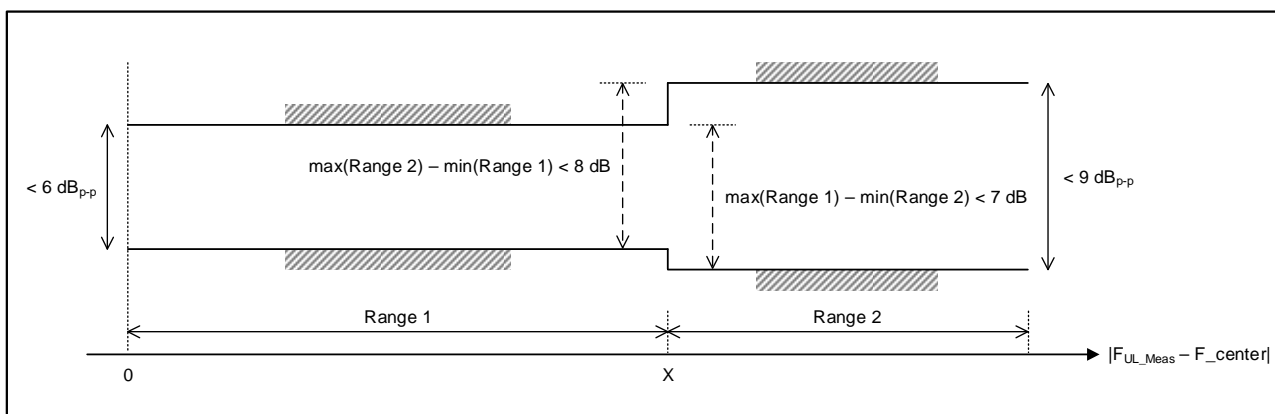 < 6 dBp-p
max(Range 2) – min(Range 1) < 8 dB
max(Range 1) – min(Range 2) < 7 dB
< 9 dBp-p
Range 1
Range 2
0
X
|FUL_Meas – F_center|